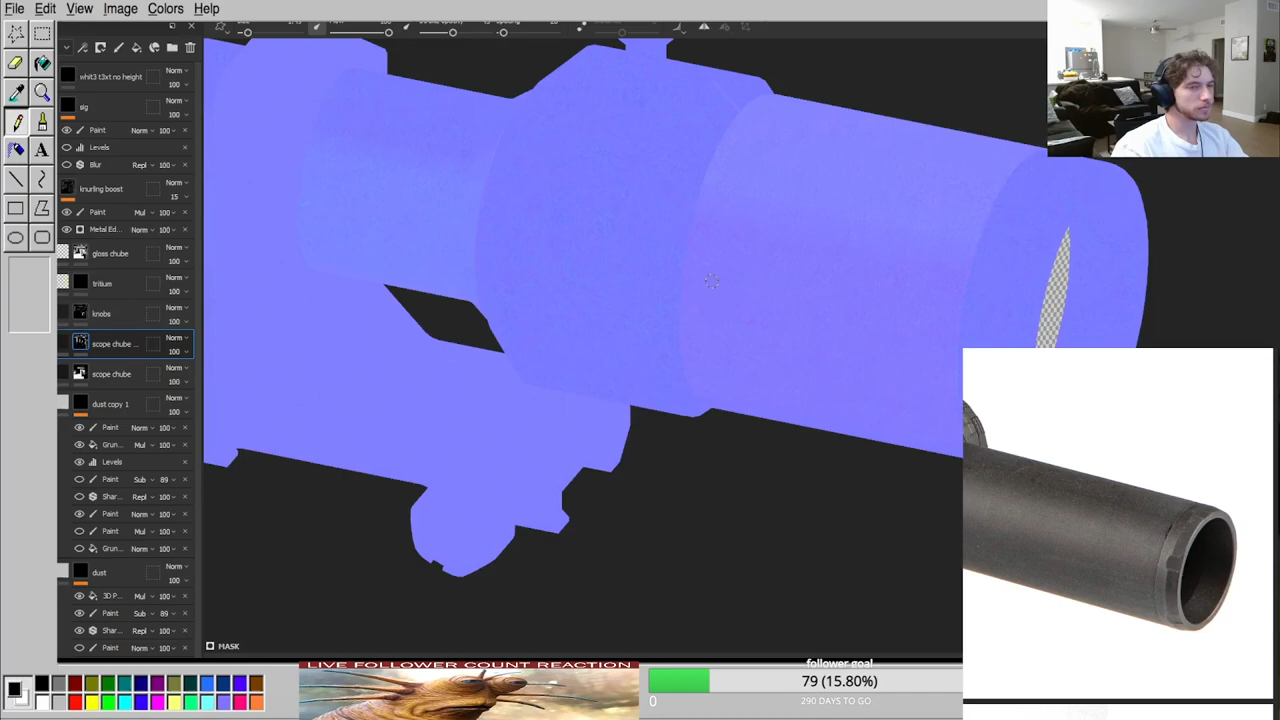 File Edit View Image Colors Help
whit3 t3xt no height Norm 100
sig Norm 100
Paint Norm 100
Levels
Blur Repl 100
knurling boost Norm 15
Paint Mul 100
Metal Ed... Norm 100
gloss chube Norm 100
tritium Norm 100
knobs Norm 100
scope chube ... Norm 100
scope chube Norm 100
dust copy 1 Norm 100
Paint Norm 100
Grun... Mul 100
Levels
Paint Sub 89
Shar... Repl 100
Paint Norm 100
Paint Mul 100
Grun... Norm 100
dust Norm 100
3D P... Mul 100
Paint Sub 89
Shar... Repl 100
Paint Norm 100
MASK
LIVE FOLLOWER COUNT REACTION
follower goal
79 (15.80%)
0
290 DAYS TO GO